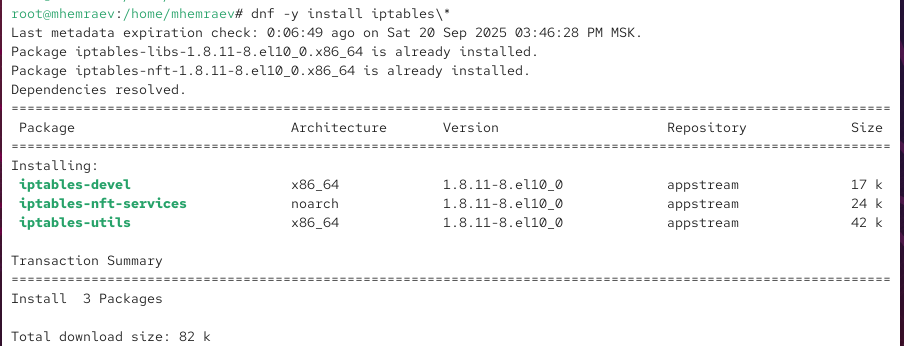 root@mhemraev:/home/mhemraev# dnf -y install iptables\*
Last metadata expiration check: 0:06:49 ago on Sat 20 Sep 2025 03:46:28 PM MSK.
Package iptables-libs-1.8.11-8.el10_0.x86_64 is already installed.
Package iptables-nft-1.8.11-8.el10_0.x86_64 is already installed.
Dependencies resolved.
================================================================================================================
Package Architecture Version Repository Size
================================================================================================================
Installing:
iptables-devel x86_64 1.8.11-8.el10_0 appstream 17 k
iptables-nft-services noarch 1.8.11-8.el10_0 appstream 24 k
iptables-utils x86_64 1.8.11-8.el10_0 appstream 42 k
Transaction Summary
================================================================================================================
Install 3 Packages
Total download size: 82 k